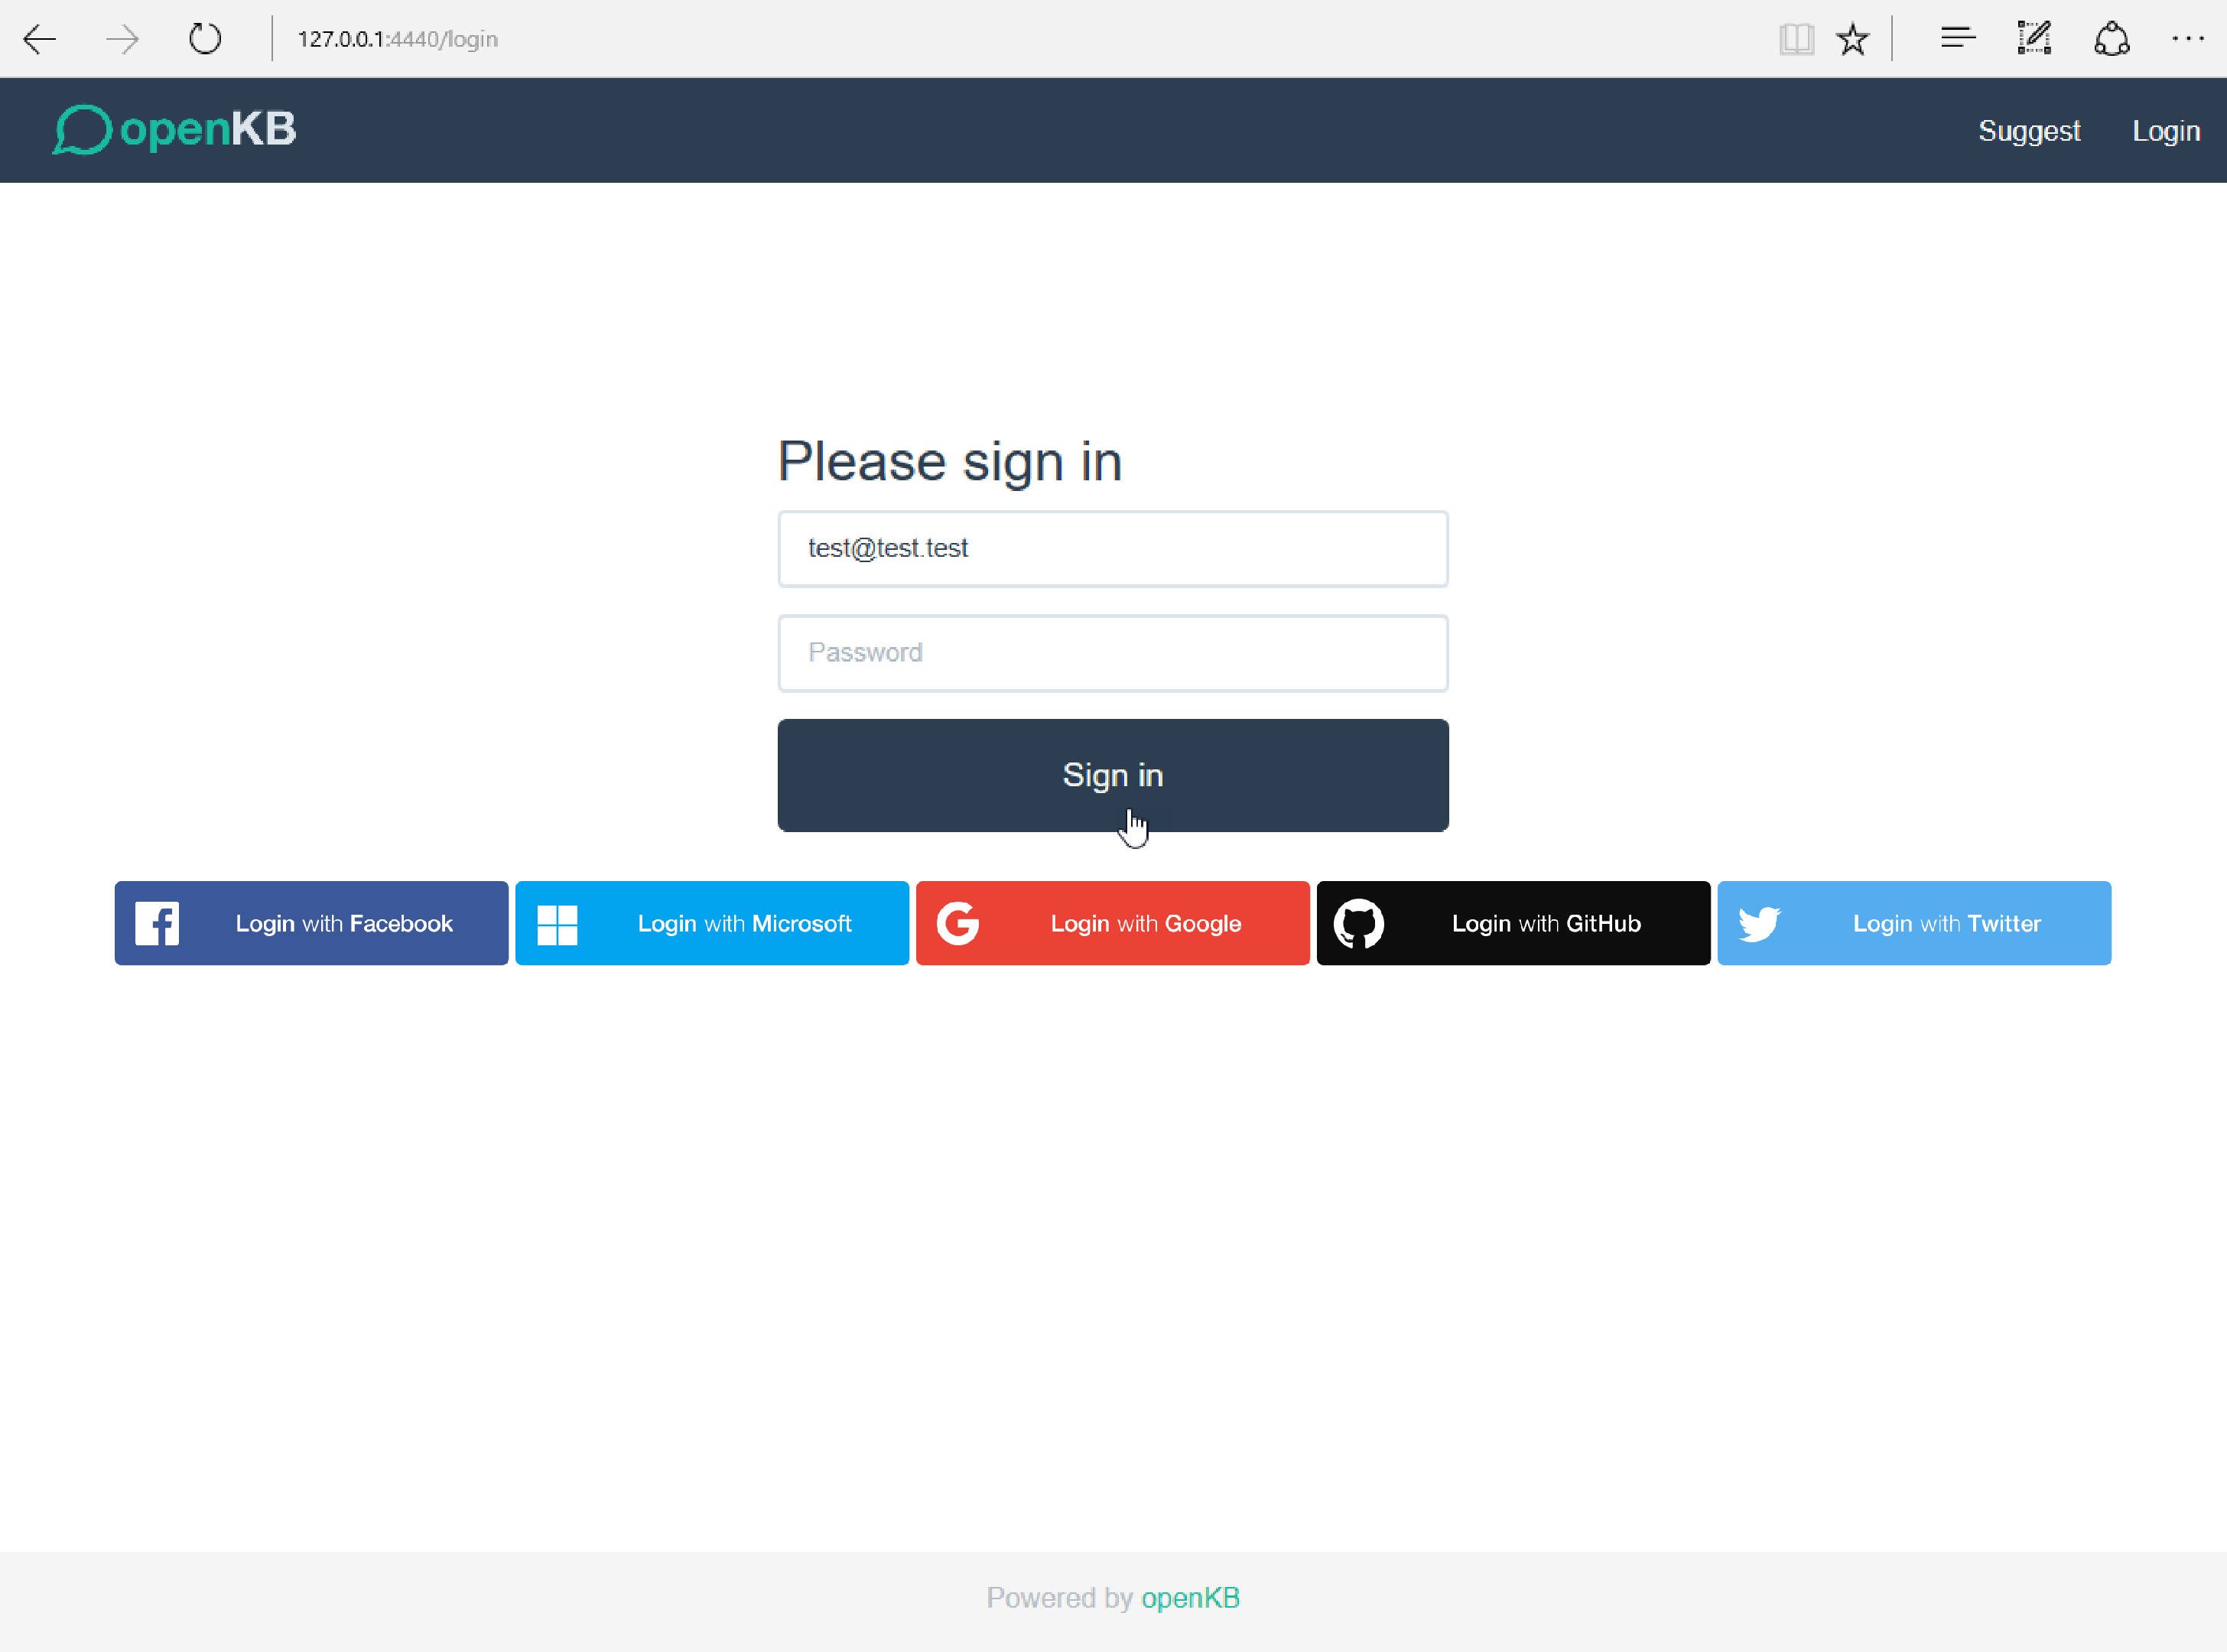 127.0.0.1:4440/login
openKB
Suggest Login
Please sign in
test@test.test
Password
Sign in
Login with Facebook
Login with Microsoft
Login with Google
Login with GitHub
Login with Twitter
Powered by openKB